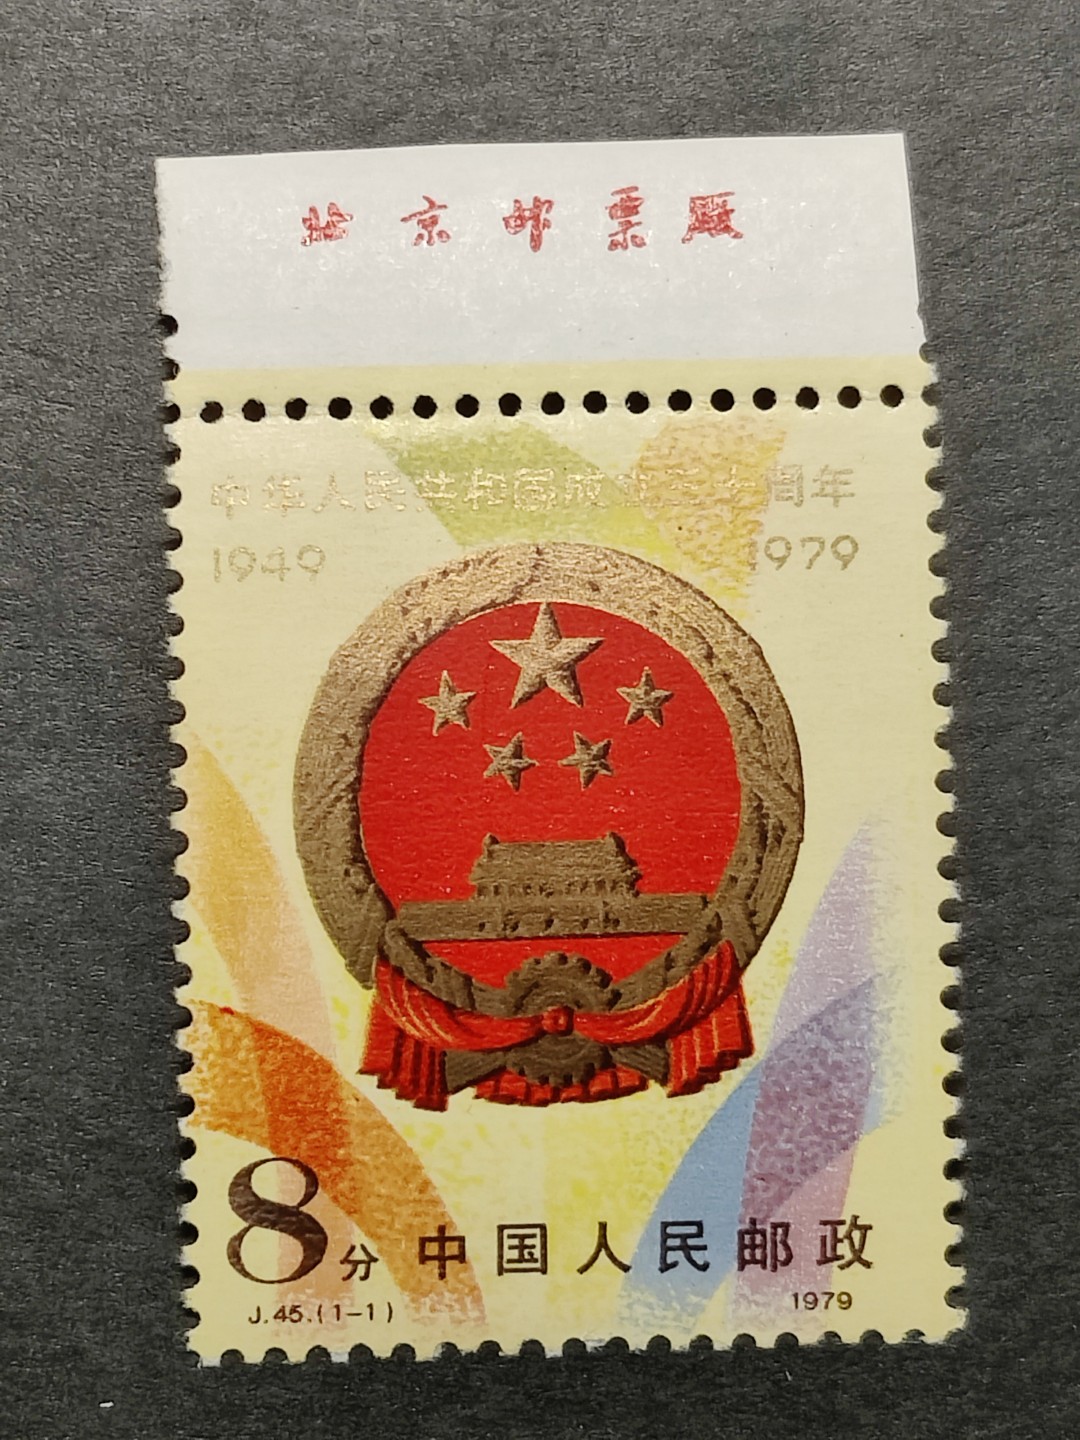 北京邮票厰
中华人民共和国成立三十周年
1949 1979
8分 中国人民邮政
J.45.(1-1) 1979